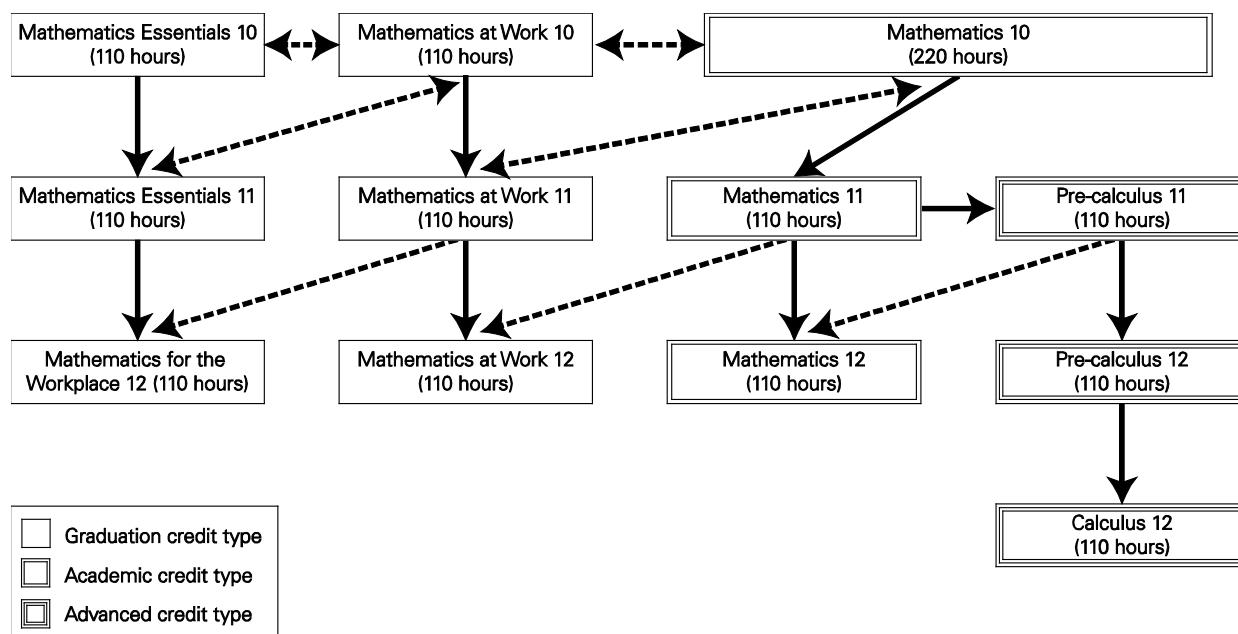 Mathematics Essentials 10
(110 hours)
Mathematics at Work 10
(110 hours)
Mathematics 10
(220 hours)
Mathematics Essentials 11
(110 hours)
Mathematics at Work 11
(110 hours)
Mathematics 11
(110 hours)
Pre-calculus 11
(110 hours)
Mathematics for the
Workplace 12 (110 hours)
Mathematics at Work 12
(110 hours)
Mathematics 12
(110 hours)
Pre-calculus 12
(110 hours)
Calculus 12
(110 hours)
Graduation credit type
Academic credit type
Advanced credit type